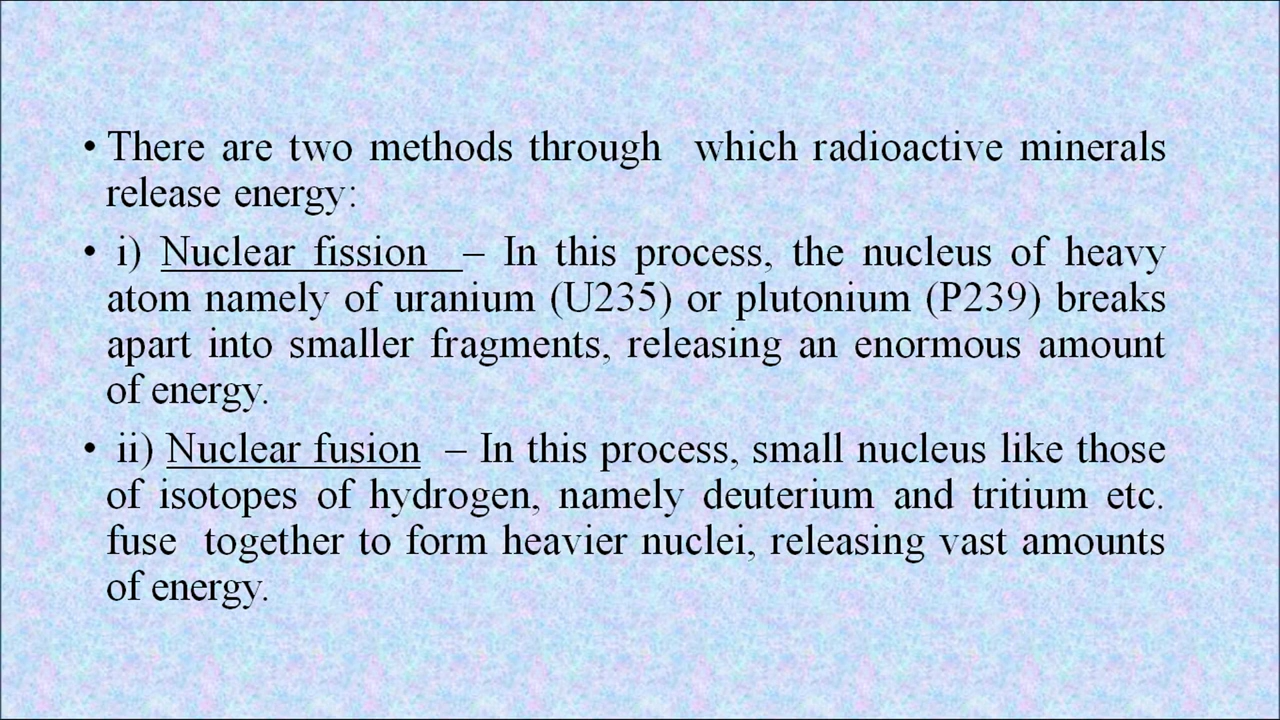 • There are two methods through which radioactive minerals
release energy:
• i) Nuclear fission – In this process, the nucleus of heavy
atom namely of uranium (U235) or plutonium (P239) breaks
apart into smaller fragments, releasing an enormous amount
of energy.
• ii) Nuclear fusion – In this process, small nucleus like those
of isotopes of hydrogen, namely deuterium and tritium etc.
fuse together to form heavier nuclei, releasing vast amounts
of energy.